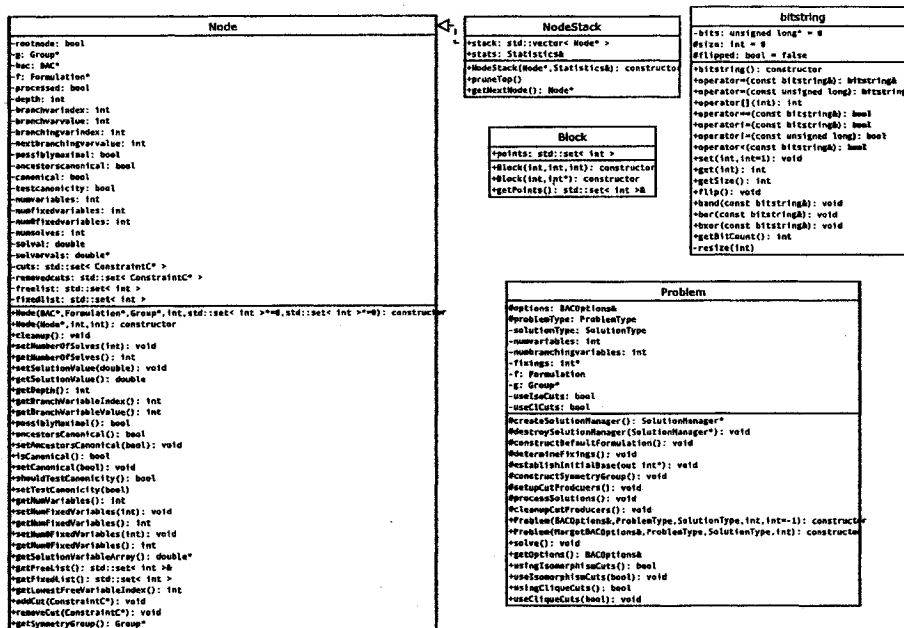 Node
-rootnode: bool
-g: Group*
-bac: BAC*
-f: Formulation*
-processed: bool
-depth: int
-branchvarindex: int
-branchvarvalue: int
-branchingvarindex: int
-nextbranchingvarvalue: int
-possiblymaximal: bool
-ancestorscanonical: bool
-canonical: bool
-testcanonicity: bool
-numvariables: int
-numfixedvariables: int
-num0fixedvariables: int
-numsolves: int
-solval: double
-solvarvals: double*
-cuts: std::set< ConstraintC* >
-removedcuts: std::set< ConstraintC* >
-freelist: std::set< int >
-fixedlist: std::set< int >
+Node(BAC*,Formulation*,Group*,int,std::set< int >*=0,std::set< int >*=0): constructor
+Node(Node*,int,int): constructor
+cleanup(): void
+setNumberOfSolves(int): void
+getNumberOfSolves(): int
+setSolutionValue(double): void
+getSolutionValue(): double
+getDepth(): int
+getBranchVariableIndex(): int
+getBranchVariableValue(): int
+possiblyMaximal(): bool
+ancestorsCanonical(): bool
+setAncestorsCanonical(bool): void
+isCanonical(): bool
+setCanonical(bool): void
+shouldTestCanonicity(): bool
+setTestCanonicity(bool)
+getNumVariables(): int
+setNumFixedVariables(int): void
+getNumFixedVariables(): int
+setNum0FixedVariables(int): void
+getNum0FixedVariables(): int
+getSolutionVariableArray(): double*
+getFreeList(): std::set< int >&
+getFixedList(): std::set< int >
+getLowestFreeVariableIndex(): int
+addCut(ConstraintC*): void
+removeCut(ConstraintC*): void
+getSymmetryGroup(): Group*
NodeStack
+stack: std::vector< Node* >
+stats: Statistics&
+NodeStack(Node*,Statistics&): constructor
+pruneTop()
+getNextNode(): Node*
Block
+points: std::set< int >
+Block(int,int,int): constructor
+Block(int,int*): constructor
+getPoints(): std::set< int >&
bitstring
-bits: unsigned long* = 0
#size: int = 0
#flipped: bool = false
+bitstring(): constructor
+operator=(const bitstring&): bitstring&
+operator=(const unsigned long): bitstring
+operator[](int): int
+operator==(const bitstring&): bool
+operator!=(const bitstring&): bool
+operator!=(const unsigned long): bool
+operator<(const bitstring&): bool
+set(int,int=1): void
+get(int): int
+getSize(): int
+flip(): void
+band(const bitstring&): void
+bor(const bitstring&): void
+bxor(const bitstring&): void
+getBitCount(): int
-resize(int)
Problem
#options: BACOptions&
#problemType: ProblemType
-solutionType: SolutionType
-numvariables: int
-numbranchingvariables: int
-fixings: int*
-f: Formulation
-g: Group*
-useIsoCuts: bool
-useClCuts: bool
#createSolutionManager(): SolutionManager*
#destroySolutionManager(SolutionManager*): void
#constructDefaultFormulation(): void
#determineFixings(): void
#establishInitialBase(out int*): void
#constructSymmetryGroup(): void
#setupCutProdcuers(): void
#processSolutions(): void
#cleanupCutProducers(): void
+Problem(BACOptions&,ProblemType,SolutionType,int,int=-1): constructor
+Problem(MargotBACOptions&,ProblemType,SolutionType,int): constructor
+solve(): void
+getOptions(): BACOptions&
+usingIsomorphismCuts(): bool
+useIsomorphismCuts(bool): void
+usingCliqueCuts(): bool
+useCliqueCuts(bool): void